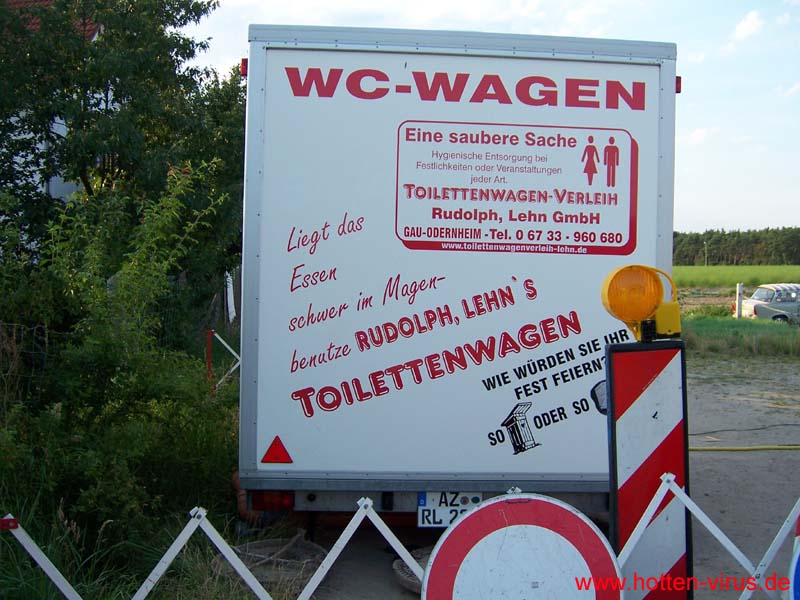 WC-WAGEN
Eine saubere Sache
Hygienische Entsorgung bei
Festlichkeiten oder Veranstaltungen
jeder Art.
TOILETTENWAGEN-VERLEIH
Rudolph, Lehn GmbH
GAU-ODERNHEIM -Tel. 0 67 33 - 960 680
www.toilettenwagenverleih-lehn.de
Liegt das
Essen
schwer im Magen-
benutze RUDOLPH, LEHN`S
TOILETTENWAGEN
WIE WÜRDEN SIE IHR
FEST FEIERN
SO ODER SO
AZ
RL
www.hotten-virus.de